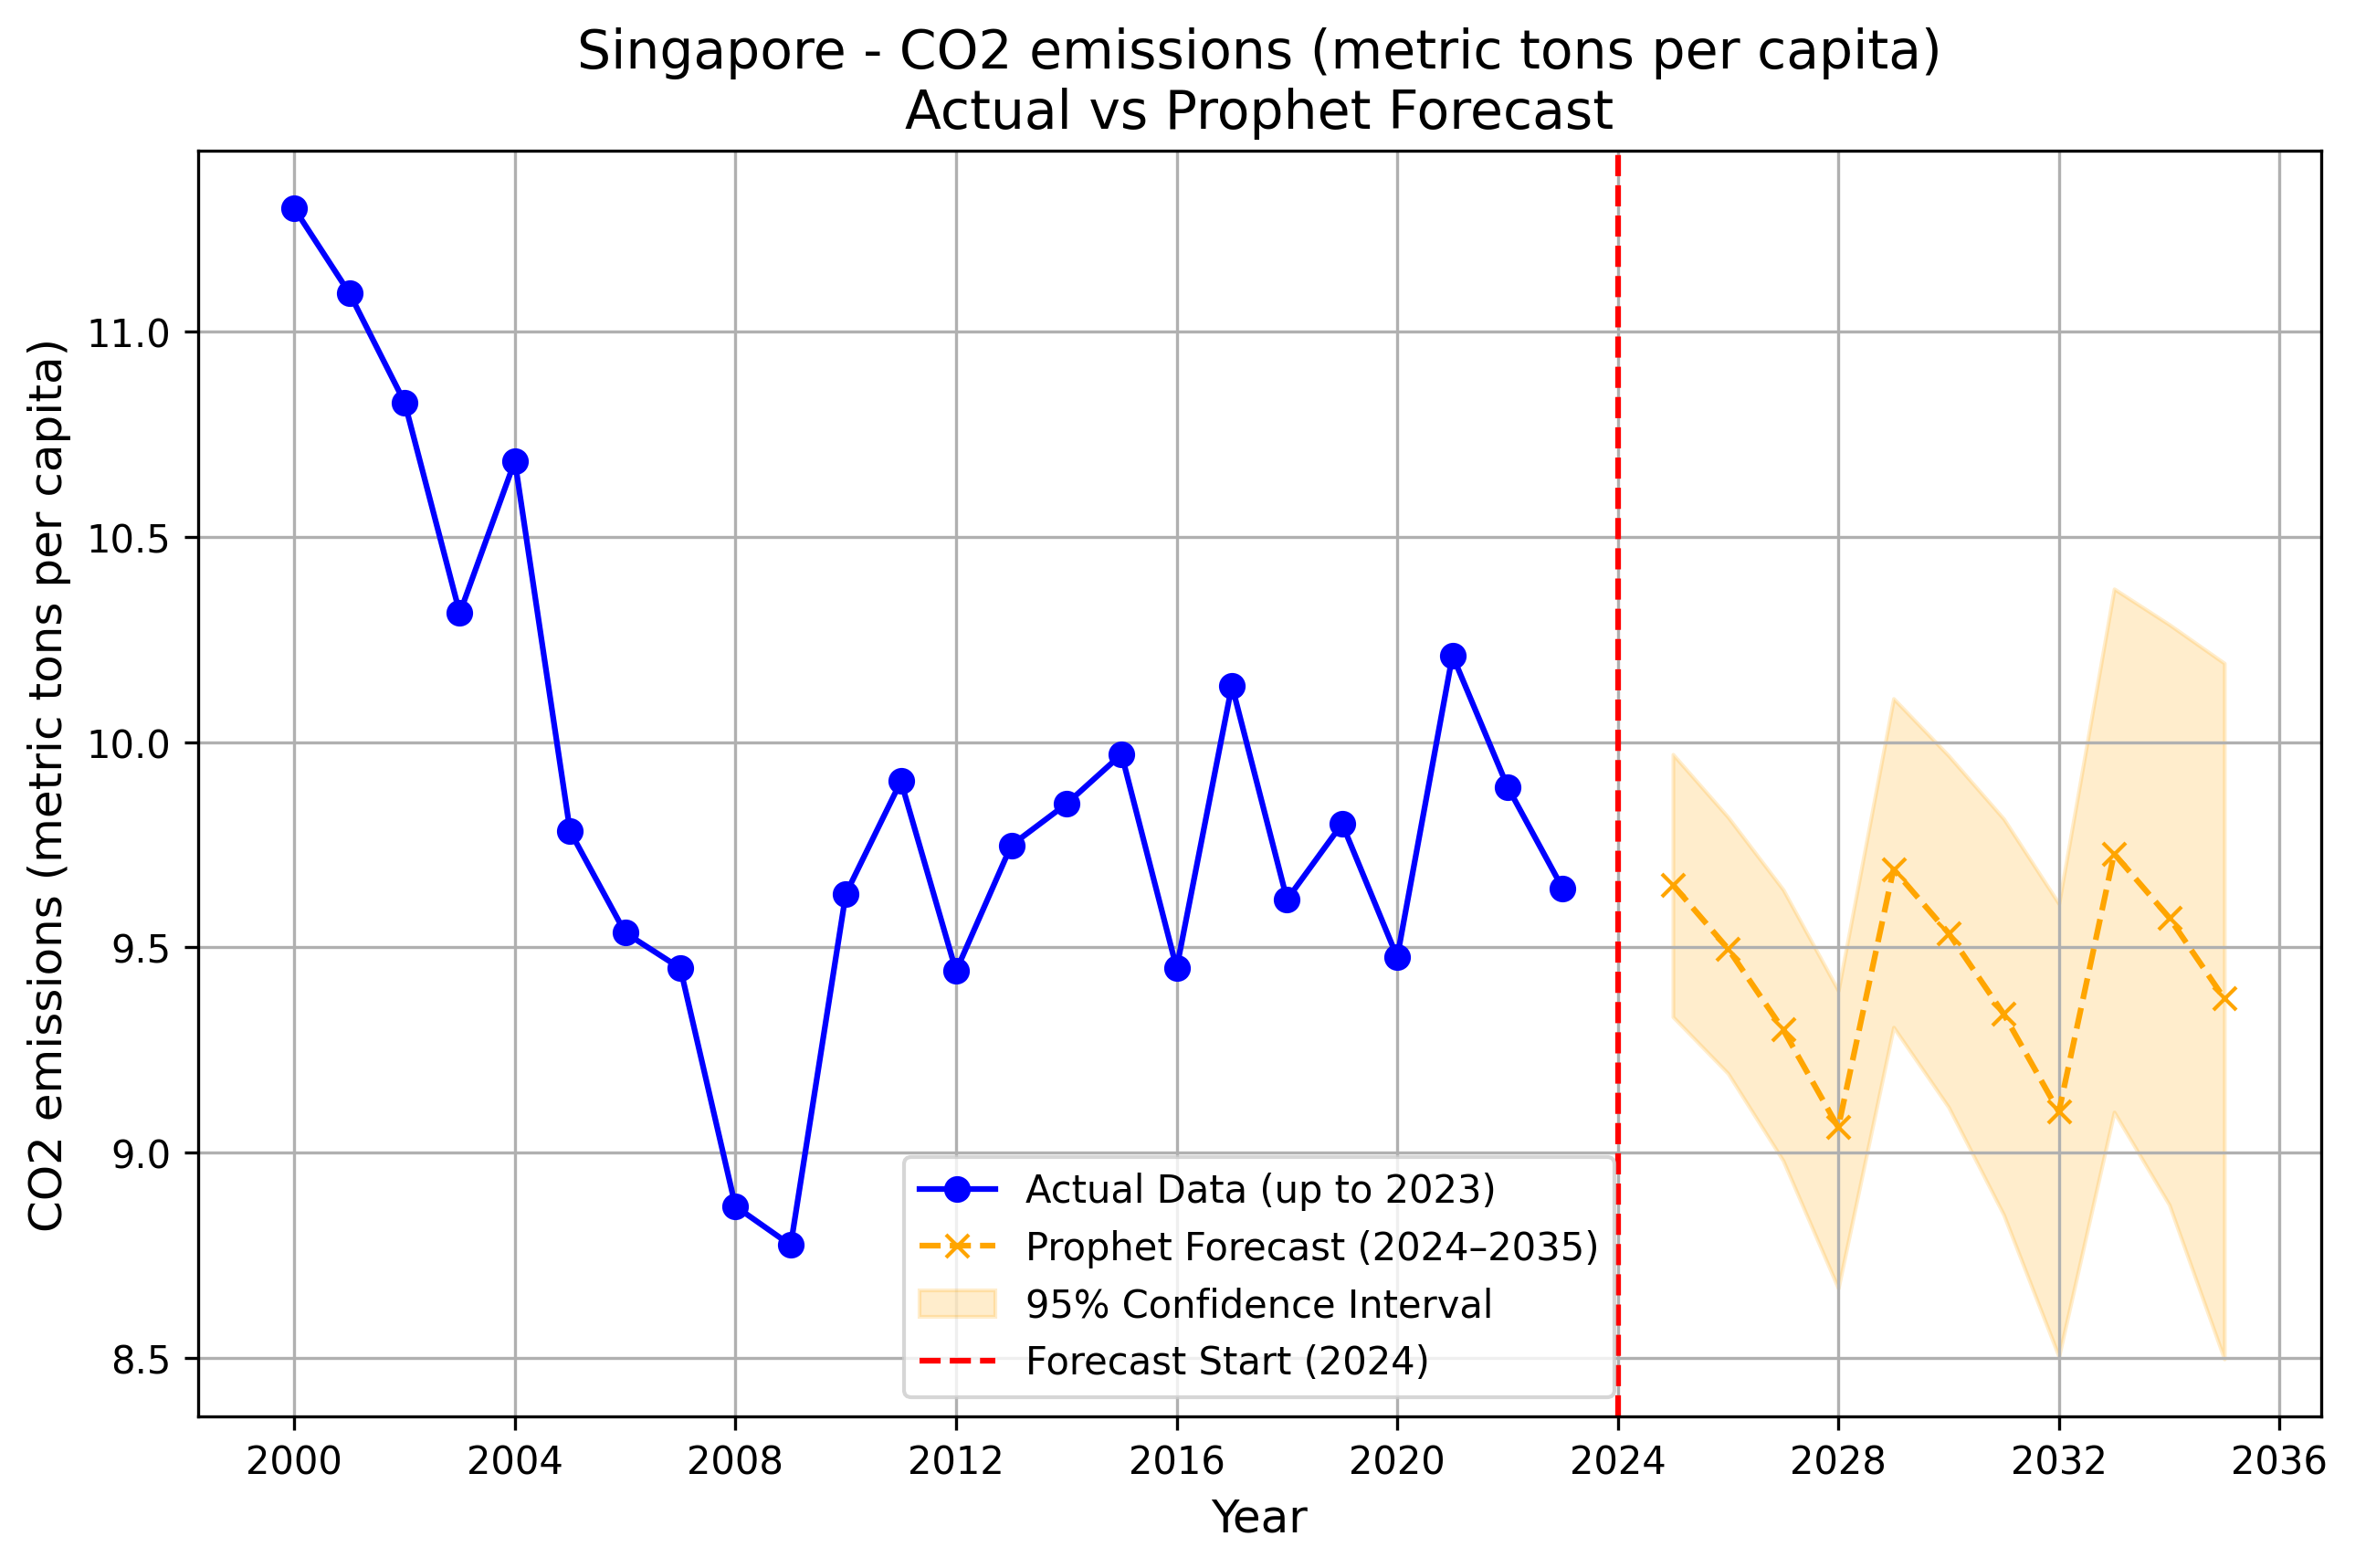 Singapore - CO2 emissions (metric tons per capita)
Actual vs Prophet Forecast
CO2 emissions (metric tons per capita)
11.0
10.5
10.0
9.5
9.0
8.5
Actual Data (up to 2023)
Prophet Forecast (2024–2035)
95% Confidence Interval
Forecast Start (2024)
2000 2004 2008 2012 2016 2020 2024 2028 2032 2036
Year